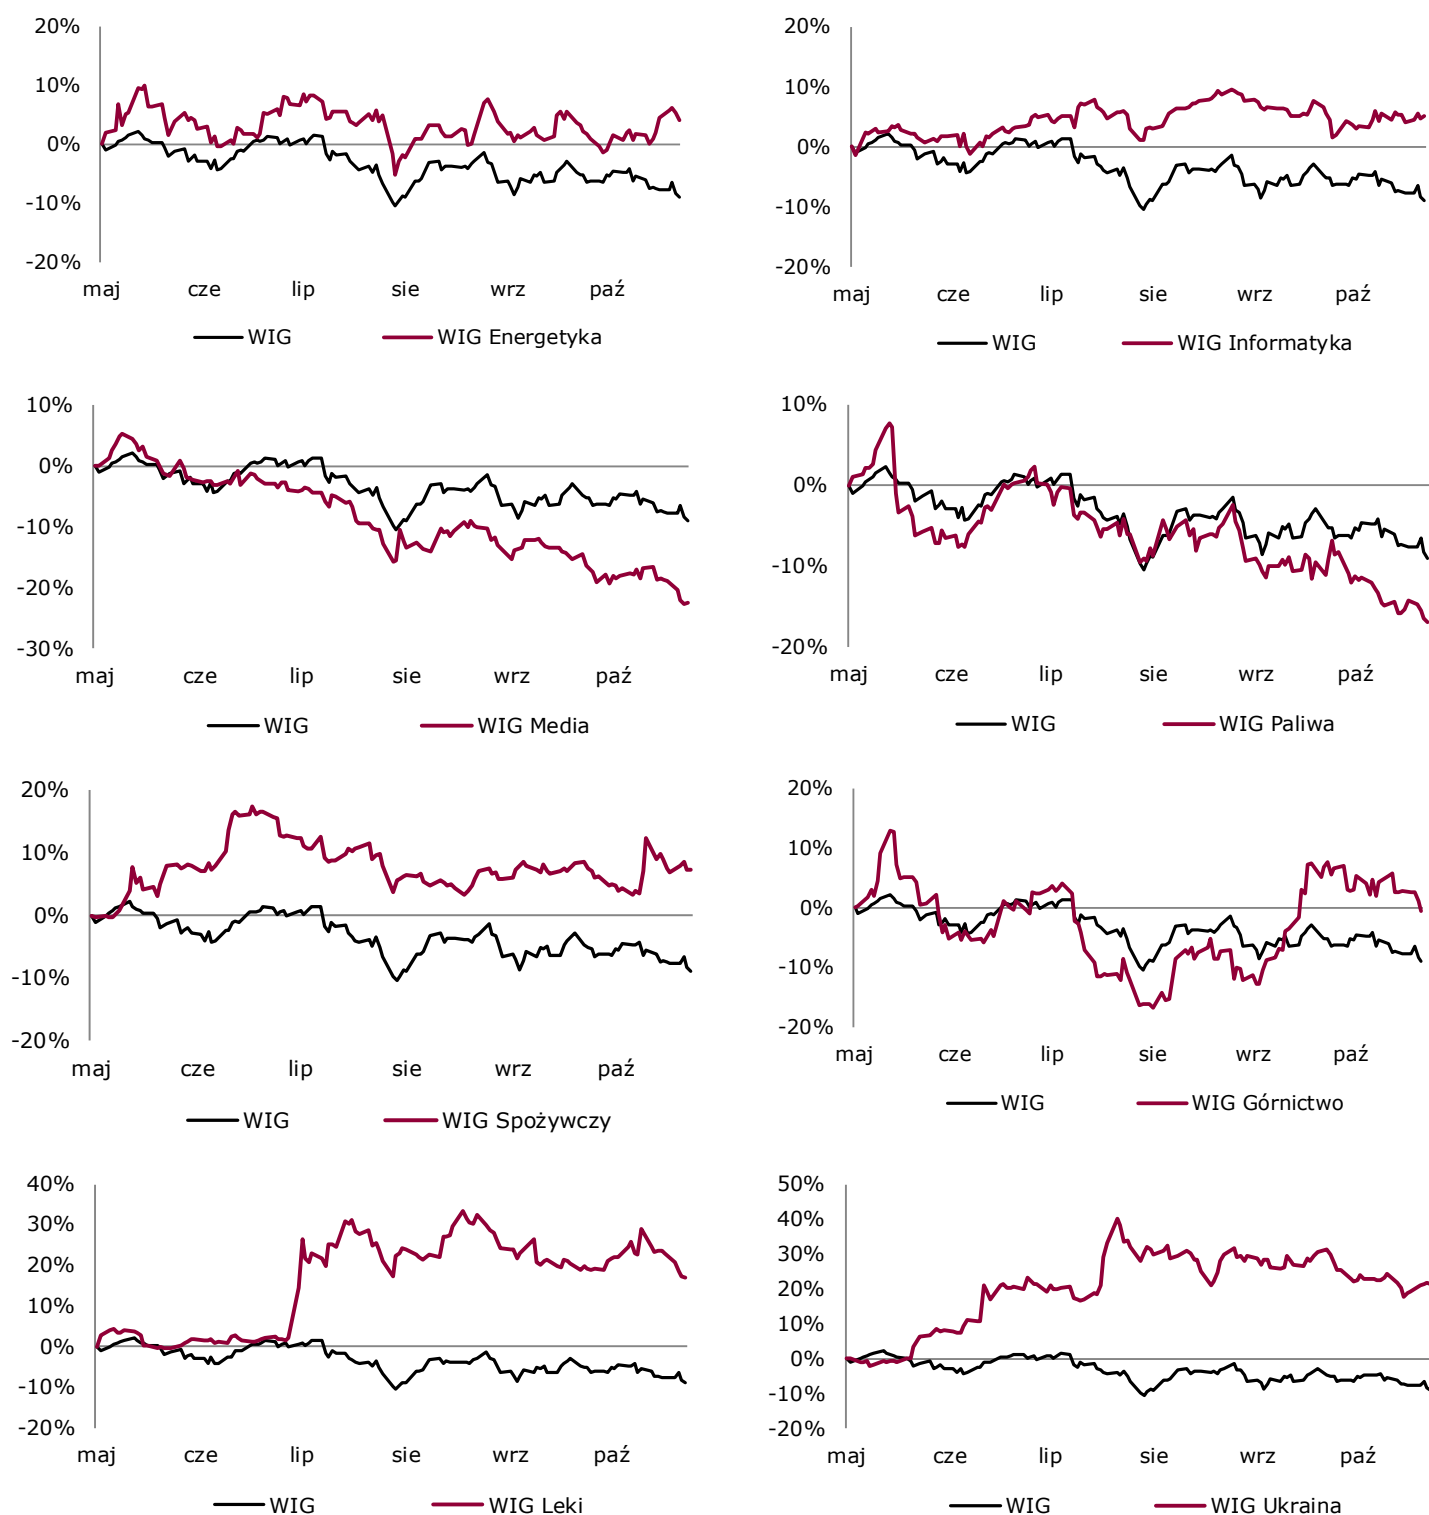 20%
10%
0%
-10%
-20%
maj cze lip sie wrz paź
WIG WIG Energetyka
20%
10%
0%
-10%
-20%
maj cze lip sie wrz paź
WIG WIG Informatyka
10%
0%
-10%
-20%
-30%
maj cze lip sie wrz paź
WIG WIG Media
10%
0%
-10%
-20%
maj cze lip sie wrz paź
WIG WIG Paliwa
20%
10%
0%
-10%
-20%
maj cze lip sie wrz paź
WIG WIG Spożywczy
20%
10%
0%
-10%
-20%
maj cze lip sie wrz paź
WIG WIG Górnictwo
40%
30%
20%
10%
0%
-10%
-20%
maj cze lip sie wrz paź
WIG WIG Leki
50%
40%
30%
20%
10%
0%
-10%
-20%
maj cze lip sie wrz paź
WIG WIG Ukraina